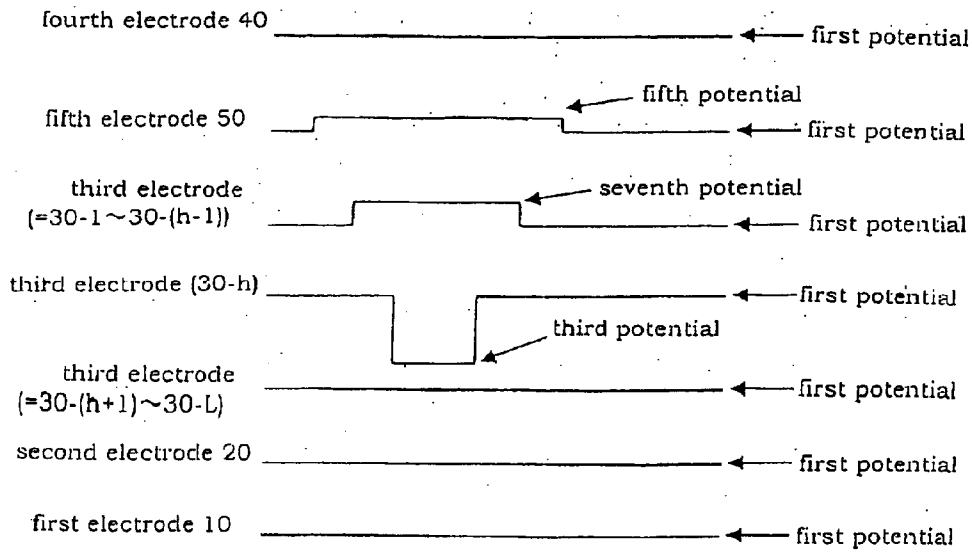 fourth electrode 40
first potential
fifth potential
fifth electrode 50
first potential
third electrode
(=30-1~30-(h-1))
seventh potential
first potential
third electrode (30-h)
first potential
third potential
third electrode
(=30-(h+1)~30-L)
first potential
second electrode 20
first potential
first electrode 10
first potential